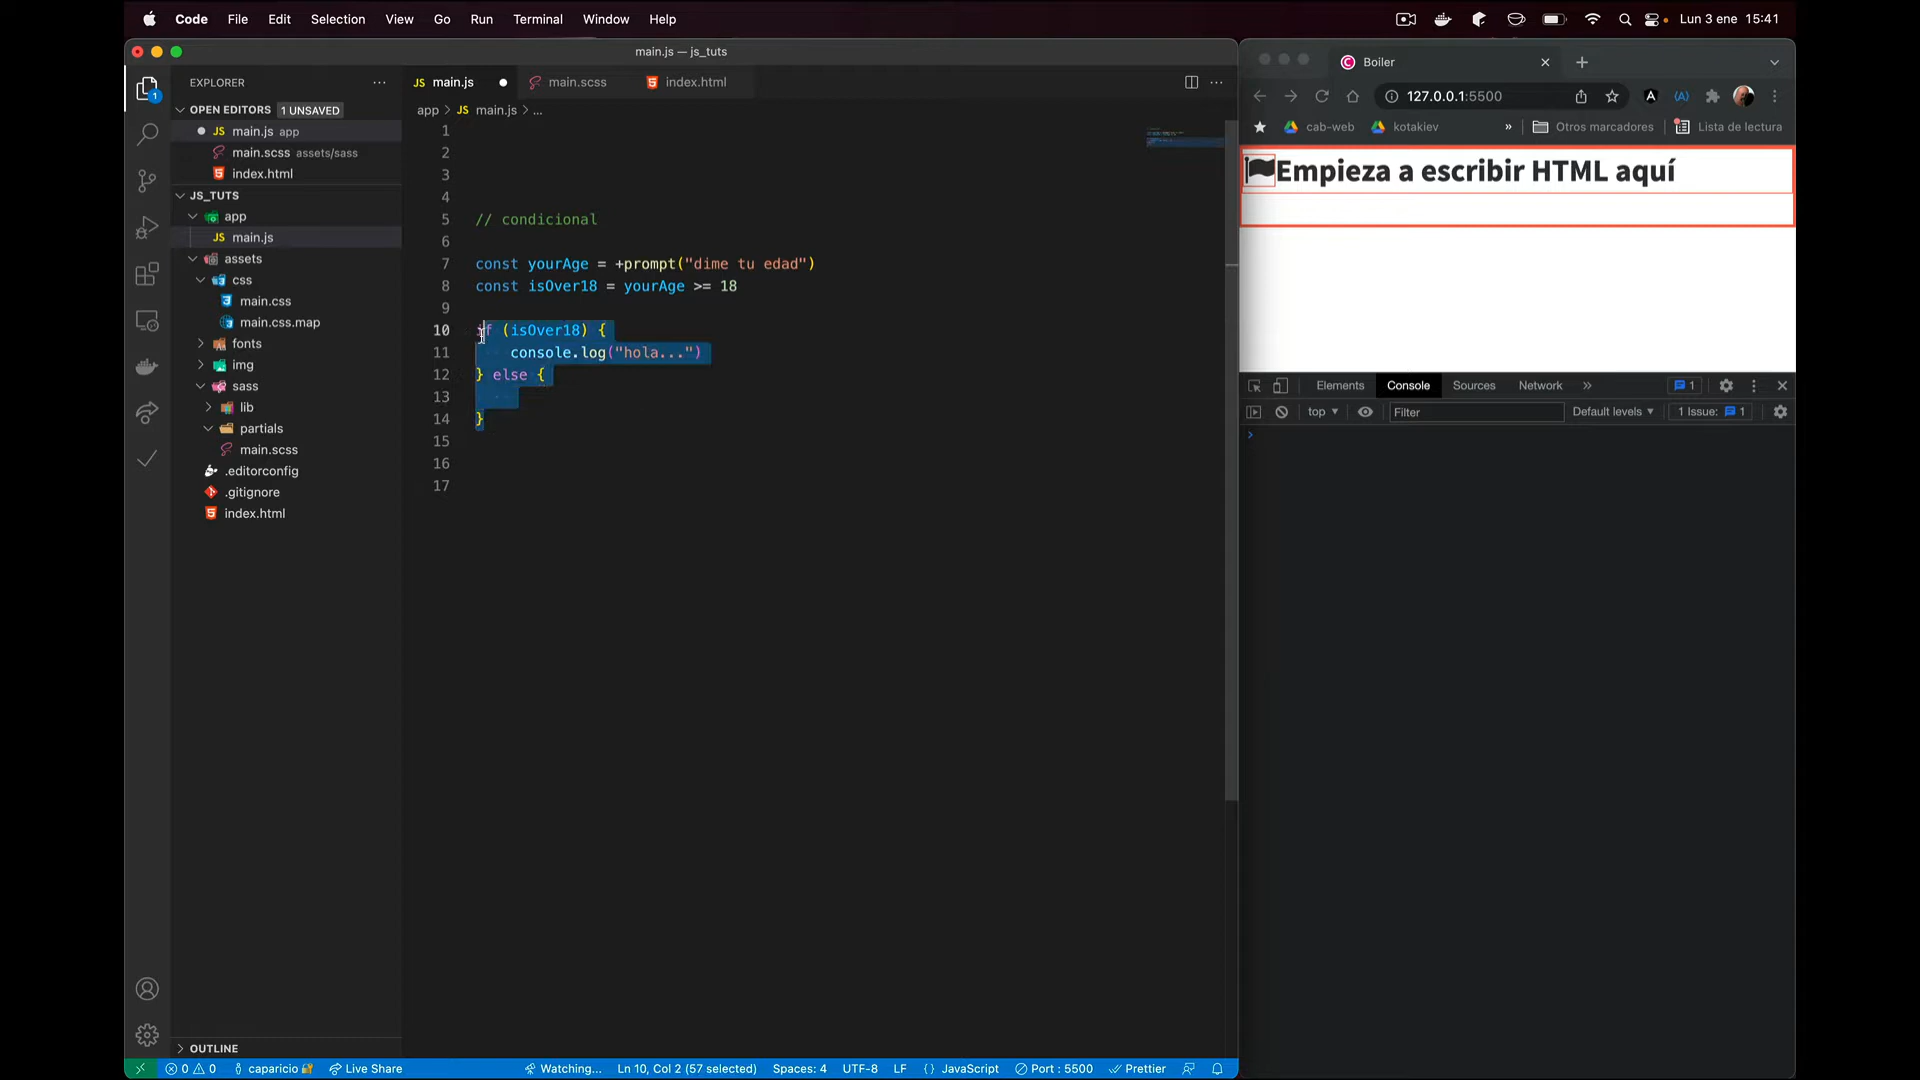 Code File Edit Selection View Go Run Terminal Window Help
Lun 3 ene 15:41
main.js — js_tuts
EXPLORER
OPEN EDITORS 1 UNSAVED
JS main.js app
main.scss assets/sass
index.html
JS_TUTS
app
JS main.js
assets
css
main.css
main.css.map
fonts
img
sass
lib
partials
main.scss
.editorconfig
.gitignore
index.html
OUTLINE
JS main.js main.scss index.html
app > JS main.js > ...
1
2
3
4
5 // condicional
6
7 const yourAge = +prompt("dime tu edad")
8 const isOver18 = yourAge >= 18
9
10 if (isOver18) {
11 console.log("hola...")
12 } else {
13
14 }
15
16
17
0 0 caparicio Live Share Watching... Ln 10, Col 2 (57 selected) Spaces: 4 UTF-8 LF {} JavaScript Port : 5500 Prettier
Boiler
127.0.0.1:5500
cab-web kotakiev » Otros marcadores Lista de lectura
Empieza a escribir HTML aquí
Elements Console Sources Network » 1
top Filter Default levels 1 Issue: 1